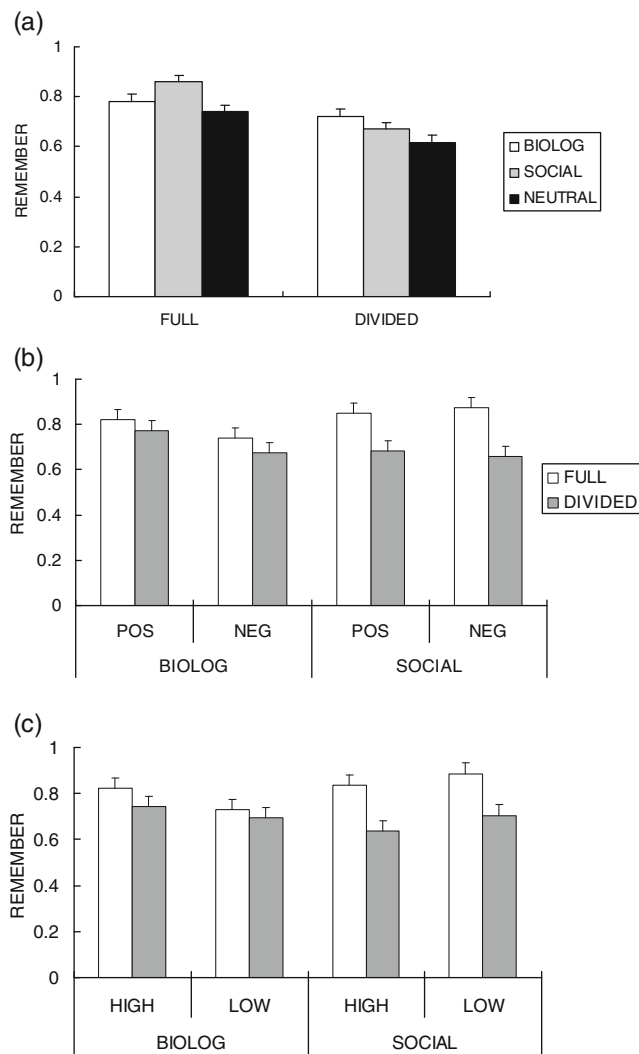 (a)
1
0.8
0.6
0.4
0.2
0
REMEMBER
FULL DIVIDED
BIOLOG
SOCIAL
NEUTRAL
(b)
1
0.8
0.6
0.4
0.2
0
REMEMBER
POS NEG POS NEG
BIOLOG SOCIAL
FULL
DIVIDED
(c)
1
0.8
0.6
0.4
0.2
0
REMEMBER
HIGH LOW HIGH LOW
BIOLOG SOCIAL